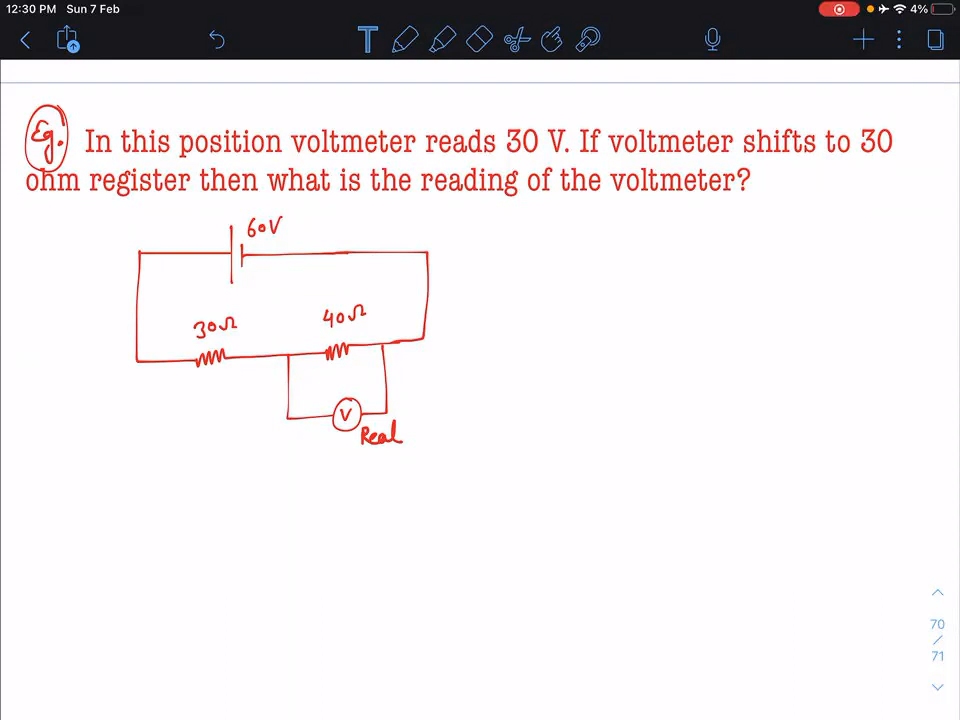 12:30 PM Sun 7 Feb 4%
T
Eg. In this position voltmeter reads 30 V. If voltmeter shifts to 30
ohm register then what is the reading of the voltmeter?
60V
30Ω 40Ω
V
Real
70
/
71